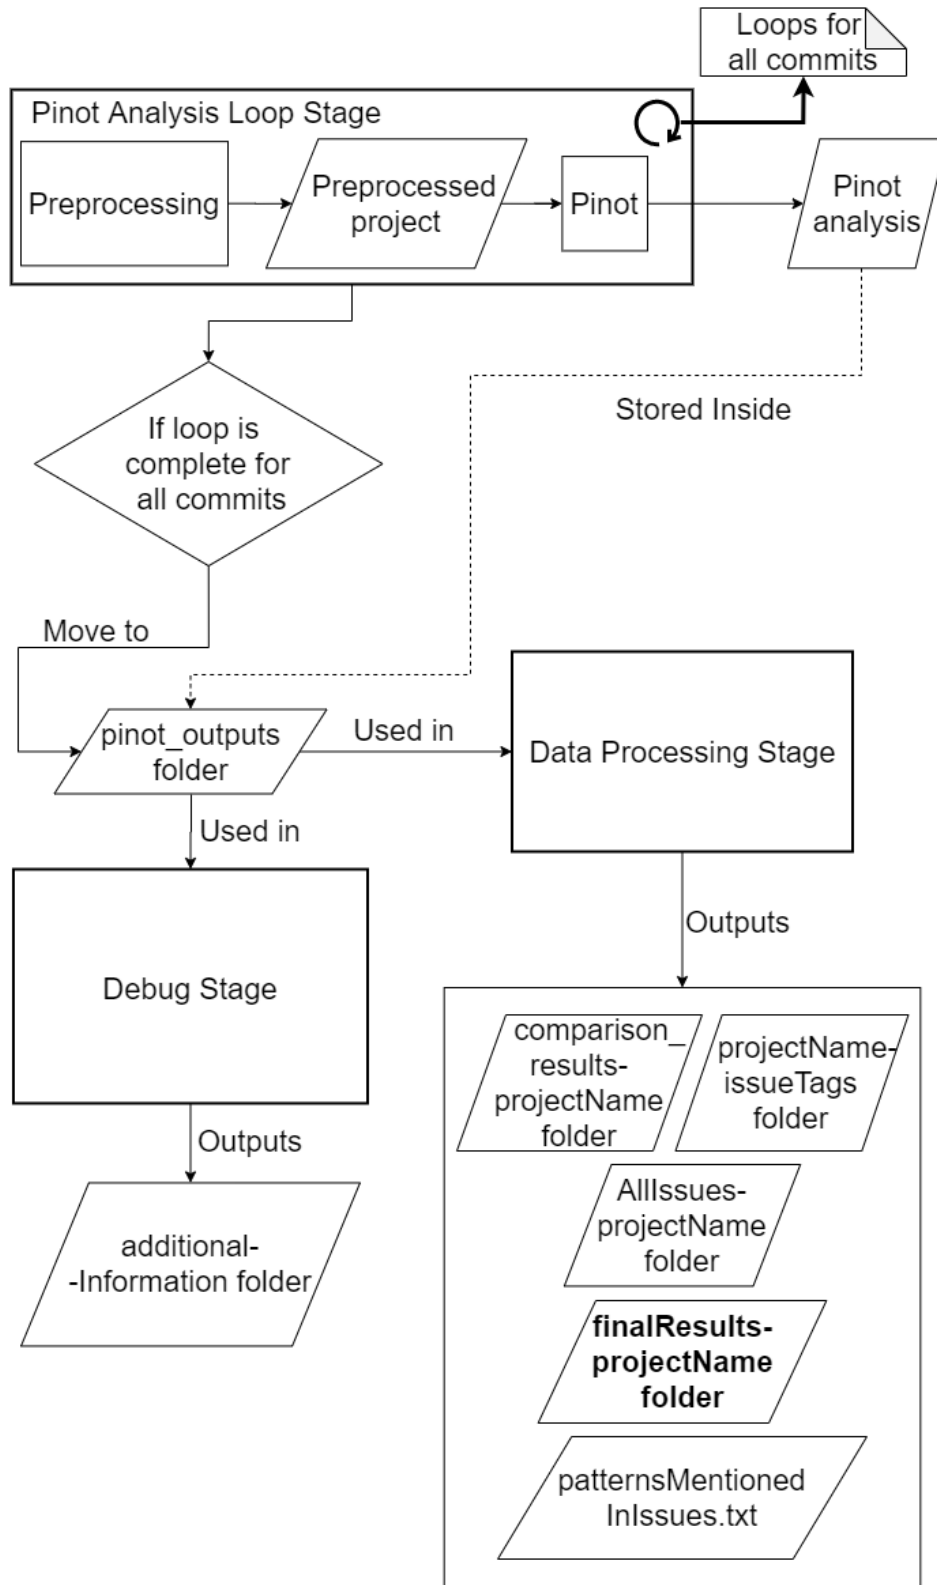 Loops for
all commits
Pinot Analysis Loop Stage
Preprocessing
Preprocessed
project
Pinot
Pinot
analysis
Stored Inside
If loop is
complete for
all commits
Move to
pinot_outputs
folder
Used in
Data Processing Stage
Used in
Debug Stage
Outputs
Outputs
comparison_
results-
projectName
folder
projectName-
issueTags
folder
AllIssues-
projectName
folder
additional-
-Information folder
finalResults-
projectName
folder
patternsMentioned
InIssues.txt